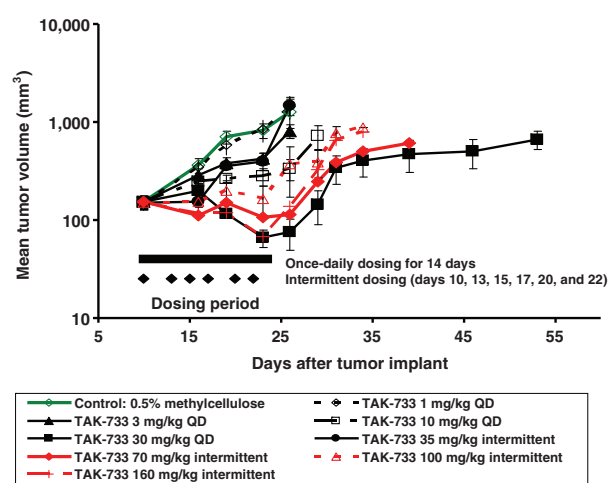 10,000
1,000
100
10
Mean tumor volume (mm³)
5
15
25
35
45
55
Once-daily dosing for 14 days
Intermittent dosing (days 10, 13, 15, 17, 20, and 22)
Dosing period
Days after tumor implant
Control: 0.5% methylcellulose
TAK-733 1 mg/kg QD
TAK-733 3 mg/kg QD
TAK-733 10 mg/kg QD
TAK-733 30 mg/kg QD
TAK-733 35 mg/kg intermittent
TAK-733 70 mg/kg intermittent
TAK-733 100 mg/kg intermittent
TAK-733 160 mg/kg intermittent